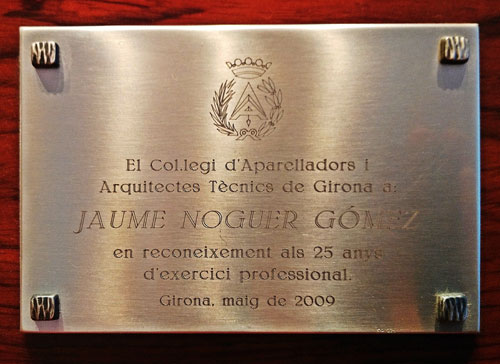 El Col.legi d'Aparelladors i
Arquitectes Tècnics de Girona a:
JAUME NOGUER GÓMEZ
en reconeixement als 25 anys
d'exercici professional.
Girona, maig de 2009